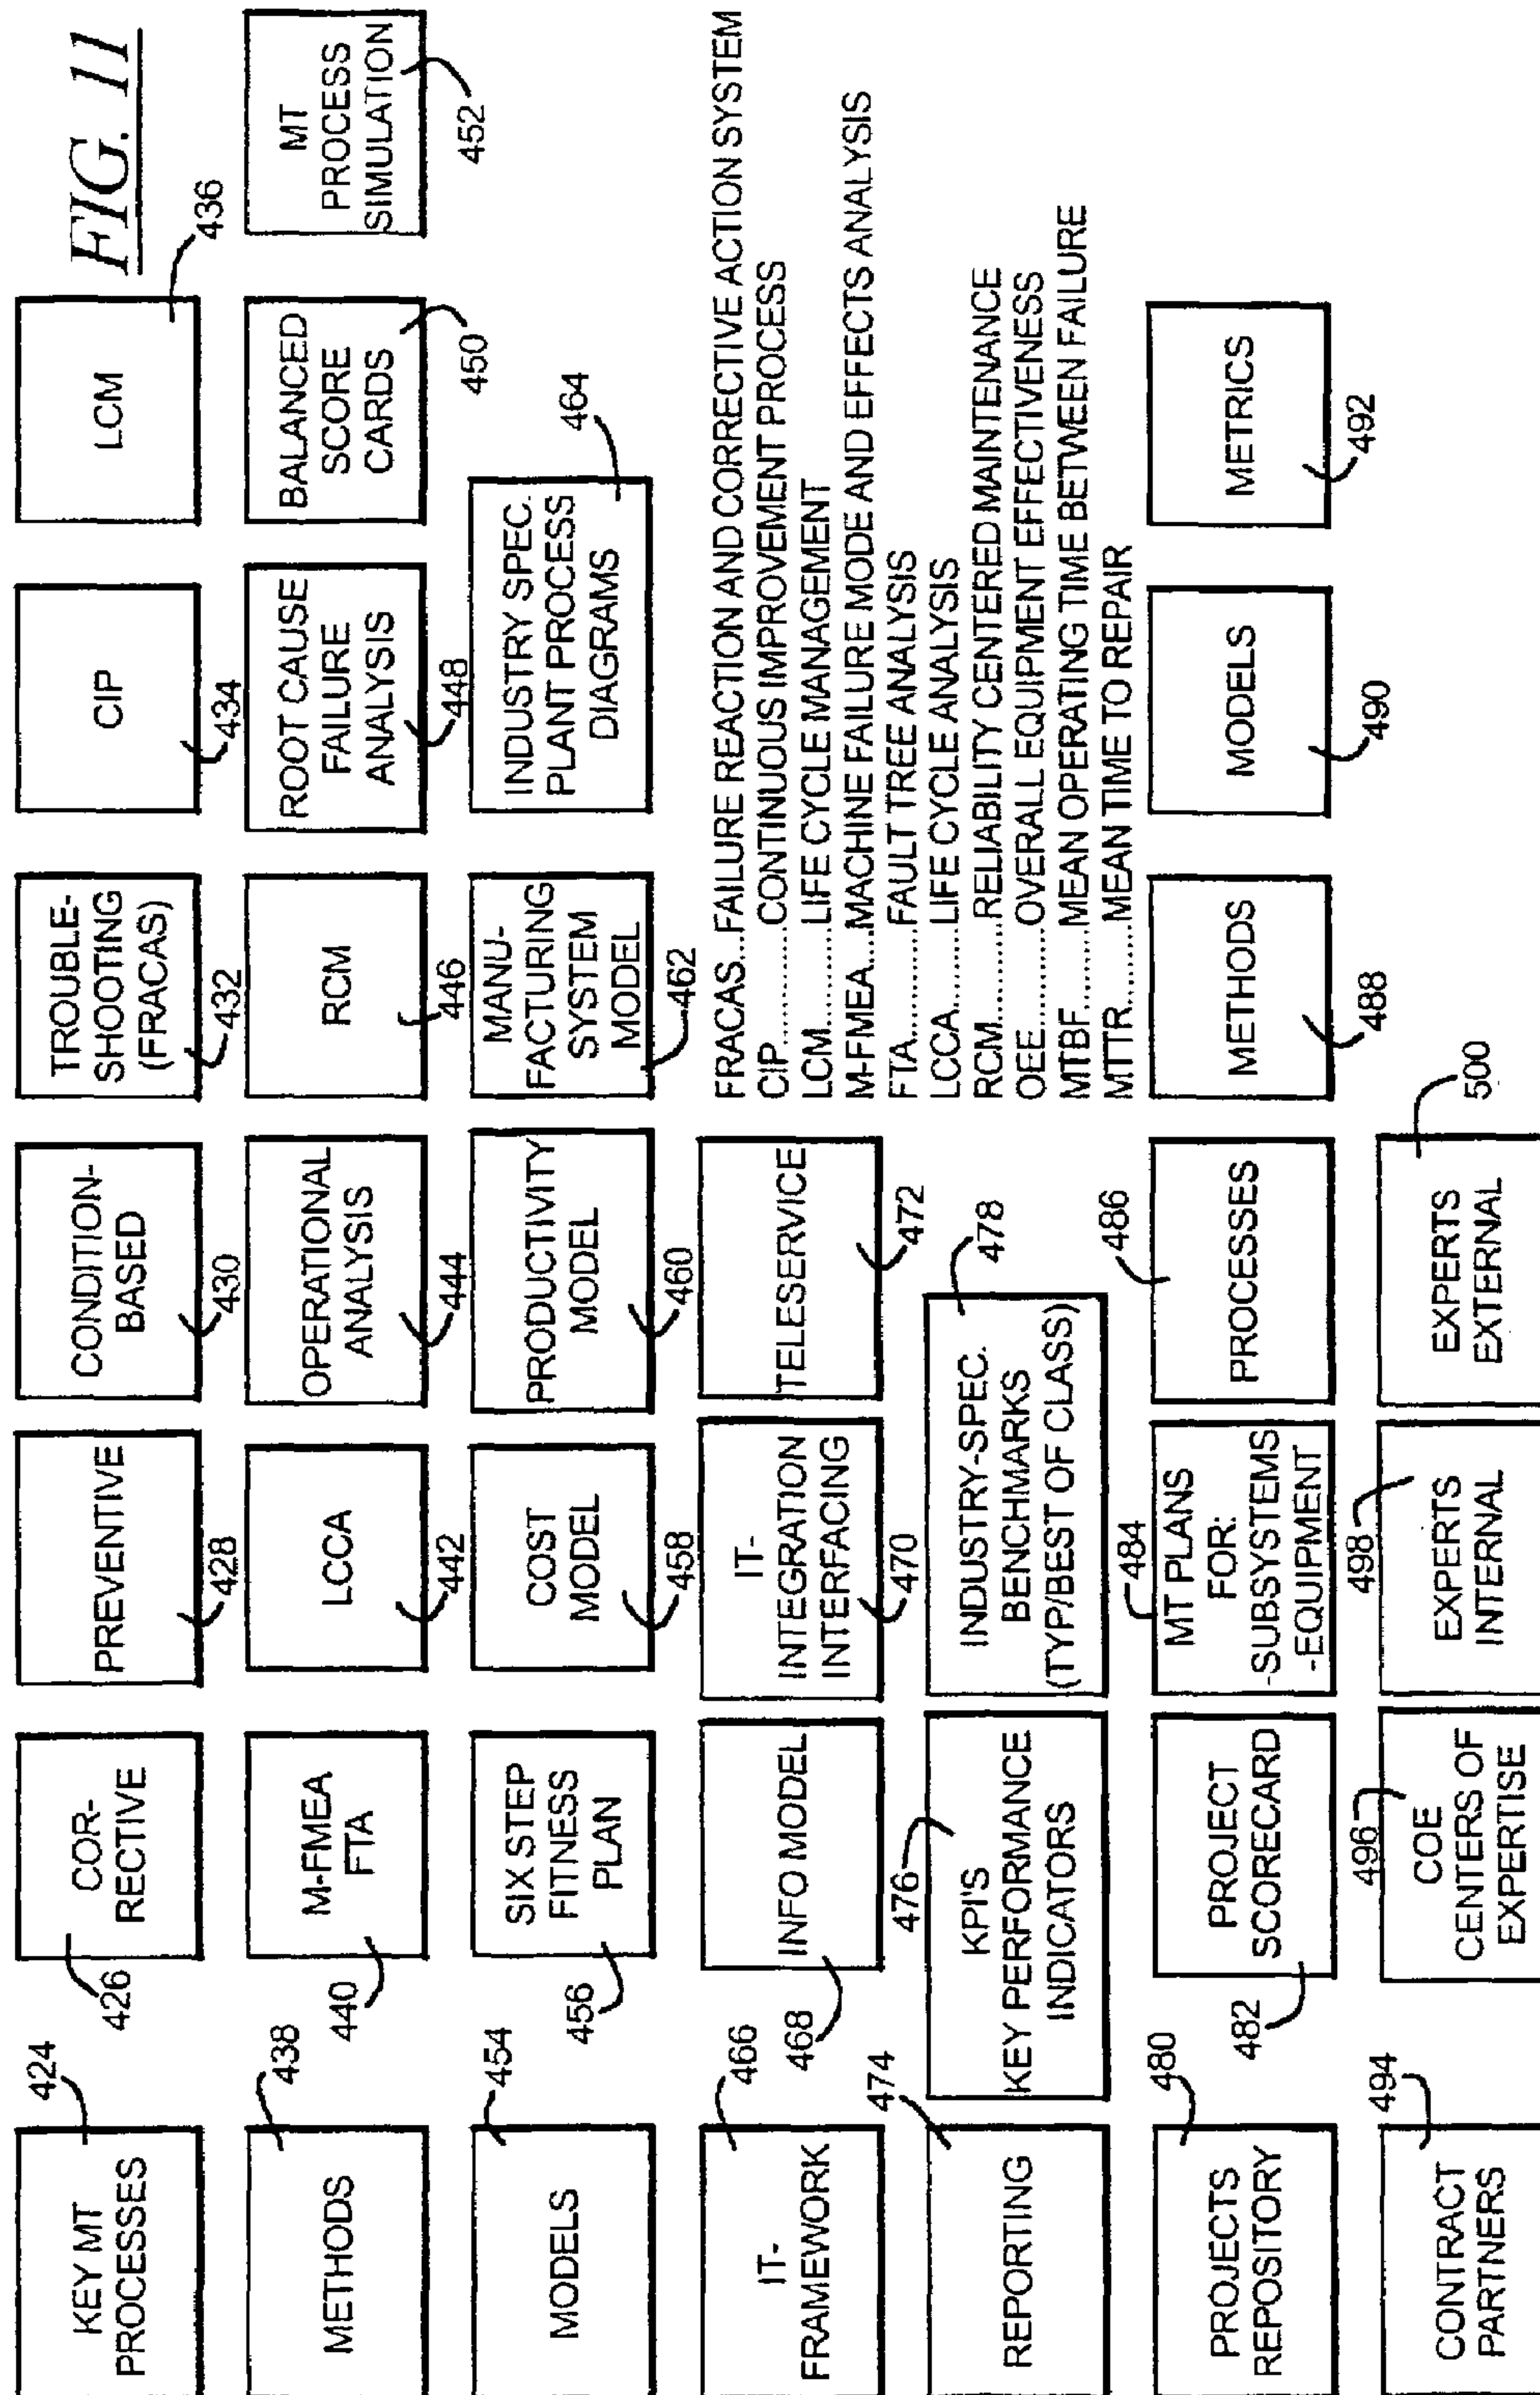 FIG. 11
KEY MT
PROCESSES
424
COR-
RECTIVE
426
PREVENTIVE
428
CONDITION-
BASED
430
TROUBLE-
SHOOTING
(FRACAS)
432
CIP
434
LCM
436
METHODS
438
M-FMEA
FTA
440
LCCA
442
OPERATIONAL
ANALYSIS
444
RCM
446
ROOT CAUSE
FAILURE
ANALYSIS
448
BALANCED
SCORE
CARDS
450
MT
PROCESS
SIMULATION
452
MODELS
454
SIX STEP
FITNESS
PLAN
456
COST
MODEL
458
PRODUCTIVITY
MODEL
460
MANU-
FACTURING
SYSTEM
MODEL
462
INDUSTRY SPEC.
PLANT PROCESS
DIAGRAMS
464
IT-
FRAMEWORK
466
INFO MODEL
468
IT-
INTEGRATION
INTERFACING
470
TELESERVICE
472
FRACAS...FAILURE REACTION AND CORRECTIVE ACTION SYSTEM
CIP............CONTINUOUS IMPROVEMENT PROCESS
LCM..........LIFE CYCLE MANAGEMENT
M-FMEA....MACHINE FAILURE MODE AND EFFECTS ANALYSIS
FTA...........FAULT TREE ANALYSIS
LCCA........LIFE CYCLE ANALYSIS
RCM..........RELIABILITY CENTERED MAINTENANCE
OEE...........OVERALL EQUIPMENT EFFECTIVENESS
MTBF........MEAN OPERATING TIME BETWEEN FAILURE
MTTR........MEAN TIME TO REPAIR
REPORTING
474
KPI'S
KEY PERFORMANCE
INDICATORS
476
INDUSTRY-SPEC.
BENCHMARKS
(TYP/BEST OF CLASS)
478
PROJECTS
REPOSITORY
480
PROJECT
SCORECARD
482
MT PLANS
FOR:
-SUBSYSTEMS
-EQUIPMENT
484
PROCESSES
486
METHODS
488
MODELS
490
METRICS
492
CONTRACT
PARTNERS
494
COE
CENTERS OF
EXPERTISE
496
EXPERTS
INTERNAL
498
EXPERTS
EXTERNAL
500